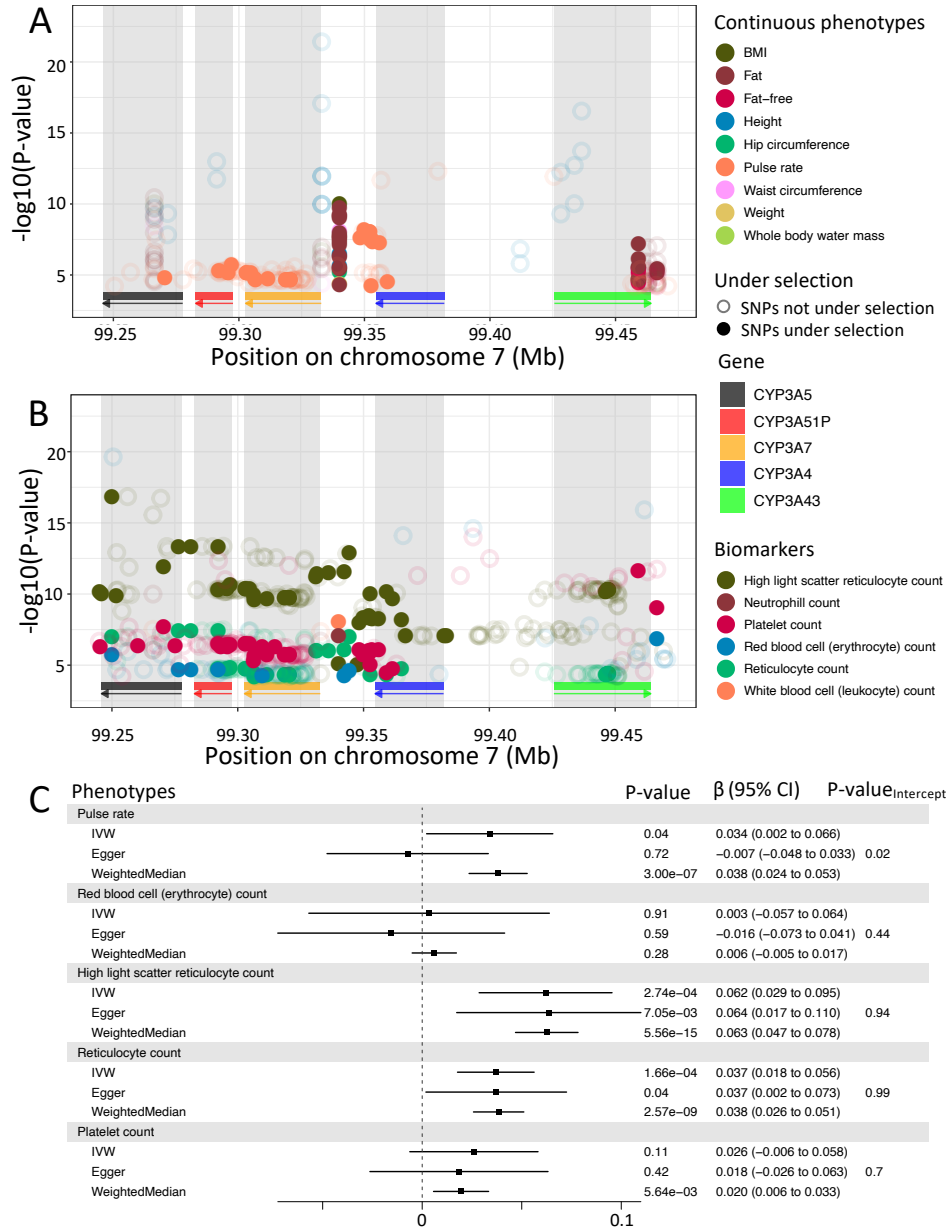 A
20
15
10
5
-log10(P-value)
99.25
99.30
99.35
99.40
99.45
Position on chromosome 7 (Mb)
Continuous phenotypes
BMI
Fat
Fat−free
Height
Hip circumference
Pulse rate
Waist circumference
Weight
Whole body water mass
Under selection
SNPs not under selection
SNPs under selection
Gene
CYP3A5
CYP3A51P
CYP3A7
CYP3A4
CYP3A43
B
20
15
10
5
-log10(P-value)
99.25
99.30
99.35
99.40
99.45
Position on chromosome 7 (Mb)
Biomarkers
High light scatter reticulocyte count
Neutrophill count
Platelet count
Red blood cell (erythrocyte) count
Reticulocyte count
White blood cell (leukocyte) count
C Phenotypes P-value β (95% CI) P-valueIntercept
Pulse rate
IVW 0.04 0.034 (0.002 to 0.066)
Egger 0.72 −0.007 (−0.048 to 0.033) 0.02
WeightedMedian 3.00e−07 0.038 (0.024 to 0.053)
Red blood cell (erythrocyte) count
IVW 0.91 0.003 (−0.057 to 0.064)
Egger 0.59 −0.016 (−0.073 to 0.041) 0.44
WeightedMedian 0.28 0.006 (−0.005 to 0.017)
High light scatter reticulocyte count
IVW 2.74e−04 0.062 (0.029 to 0.095)
Egger 7.05e−03 0.064 (0.017 to 0.110) 0.94
WeightedMedian 5.56e−15 0.063 (0.047 to 0.078)
Reticulocyte count
IVW 1.66e−04 0.037 (0.018 to 0.056)
Egger 0.04 0.037 (0.002 to 0.073) 0.99
WeightedMedian 2.57e−09 0.038 (0.026 to 0.051)
Platelet count
IVW 0.11 0.026 (−0.006 to 0.058)
Egger 0.42 0.018 (−0.026 to 0.063) 0.7
WeightedMedian 5.64e−03 0.020 (0.006 to 0.033)
0 0.1